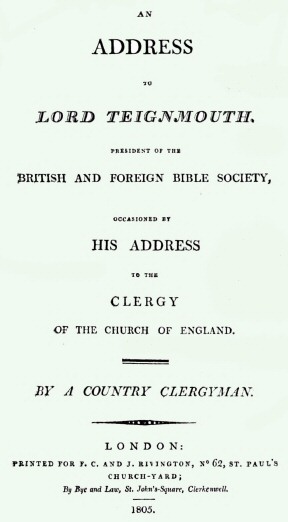 AN
ADDRESS
TO
LORD TEIGNMOUTH.
PRESIDENT OF THE
BRITISH AND FOREIGN BIBLE SOCIETY,
OCCASIONED BY
HIS ADDRESS
TO THE
CLERGY
OF THE CHURCH OF ENGLAND.
BY A COUNTRY CLERGYMAN.
LONDON:
PRINTED FOR F. C. AND J. RIVINGTON, Nº 62, ST. PAUL'S
CHURCH-YARD;
By Bye and Law, St. John's-Square, Clerkenwell.
1805.